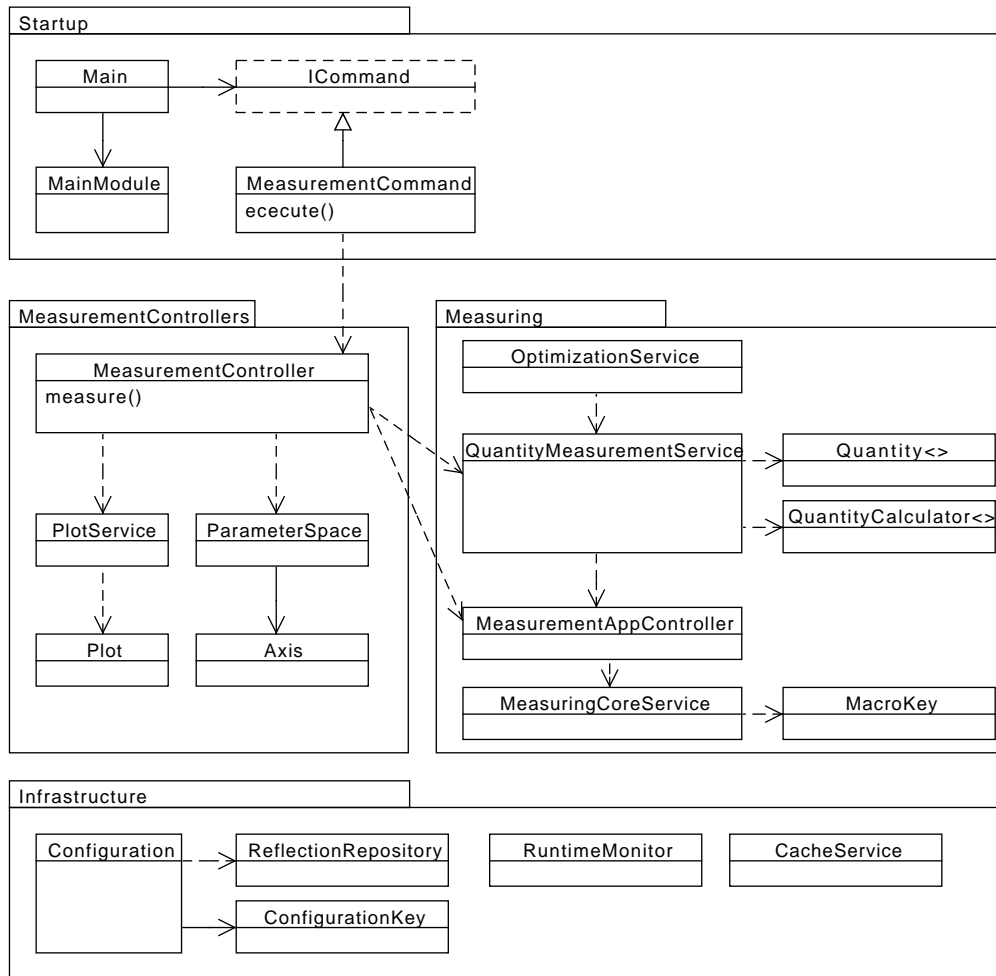 Startup
Main
ICommand
MainModule
MeasurementCommand
ececute()
MeasurementControllers
MeasurementController
measure()
PlotService
ParameterSpace
Plot
Axis
Measuring
OptimizationService
QuantityMeasurementService
Quantity<>
QuantityCalculator<>
MeasurementAppController
MeasuringCoreService
MacroKey
Infrastructure
Configuration
ReflectionRepository
RuntimeMonitor
CacheService
ConfigurationKey